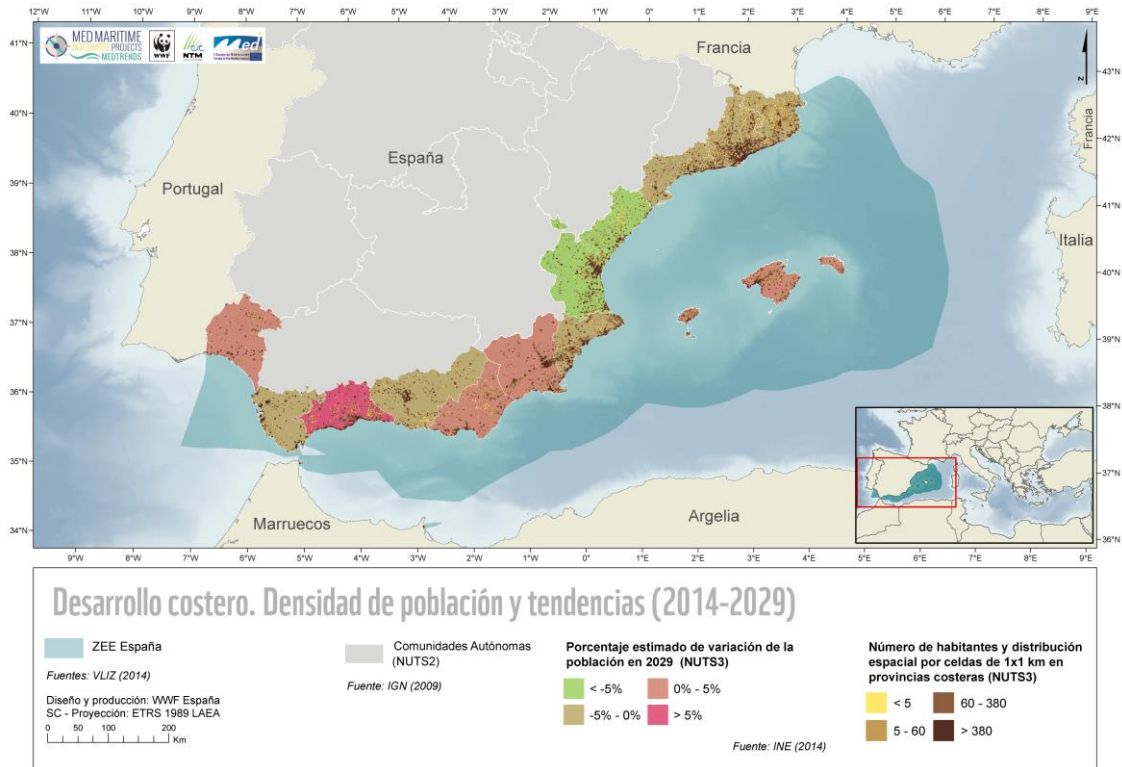 12°W 11°W 10°W 9°W 8°W 7°W 6°W 5°W 4°W 3°W 2°W 1°W 0° 1°E 2°E 3°E 4°E 5°E 6°E 7°E 8°E 9°E
MED MARITIME
INTEGRATED PROJECTS
MEDTRENDS
WWF
NTM
Med
Francia
España
Portugal
Francia
Italia
Marruecos
Argelia
z
41°N
40°N
39°N
38°N
37°N
36°N
35°N
34°N
43°N
42°N
41°N
40°N
39°N
38°N
37°N
36°N
9°W 8°W 7°W 6°W 5°W 4°W 3°W 2°W 1°W 0° 1°E 2°E 3°E 4°E 5°E 6°E 7°E 8°E 9°E
Desarrollo costero. Densidad de población y tendencias (2014-2029)
ZEE España
Fuentes: VLIZ (2014)
Diseño y producción: WWF España
SC - Proyección: ETRS 1989 LAEA
0 50 100 200
Km
Comunidades Autónomas
(NUTS2)
Fuente: IGN (2009)
Porcentaje estimado de variación de la
población en 2029 (NUTS3)
< -5%
0% - 5%
-5% - 0%
> 5%
Fuente: INE (2014)
Número de habitantes y distribución
espacial por celdas de 1x1 km en
provincias costeras (NUTS3)
< 5
60 - 380
5 - 60
> 380